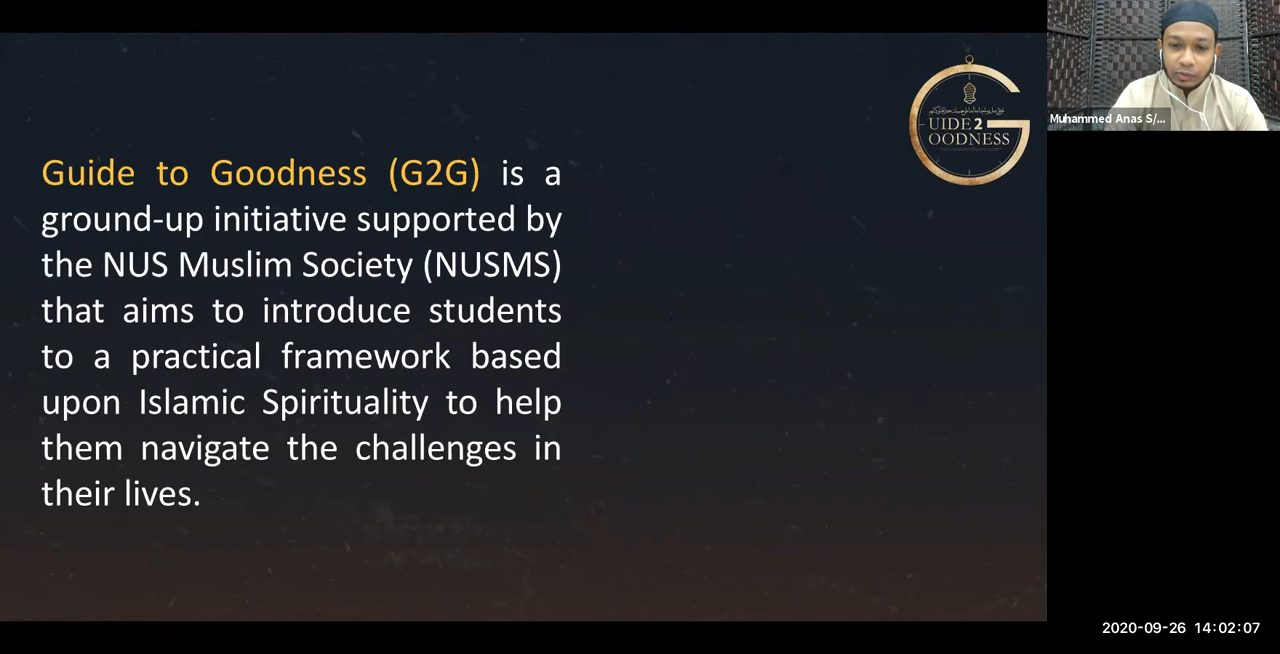 Guide to Goodness (G2G) is a
ground-up initiative supported by
the NUS Muslim Society (NUSMS)
that aims to introduce students
to a practical framework based
upon Islamic Spirituality to help
them navigate the challenges in
their lives.
UIDE 2
OODNESS
Muhammed Anas S/...
2020-09-26 14:02:07